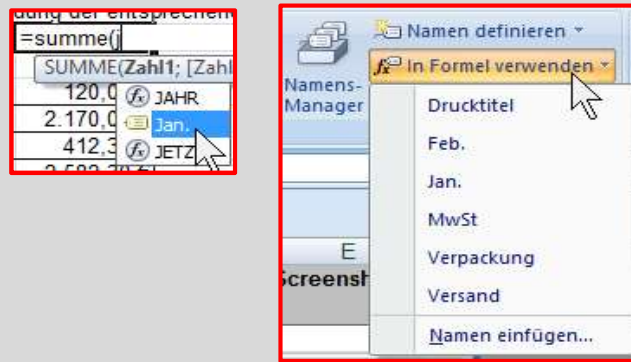 =summe(j
SUMME(Zahl1; [Zahl
120,0
JAHR
2.170,0
Jan.
412,3
JETZ
Namen definieren
In Formel verwenden
Namens-
Manager
Drucktitel
Feb.
Jan.
MwSt
Verpackung
Versand
Namen einfügen...
E